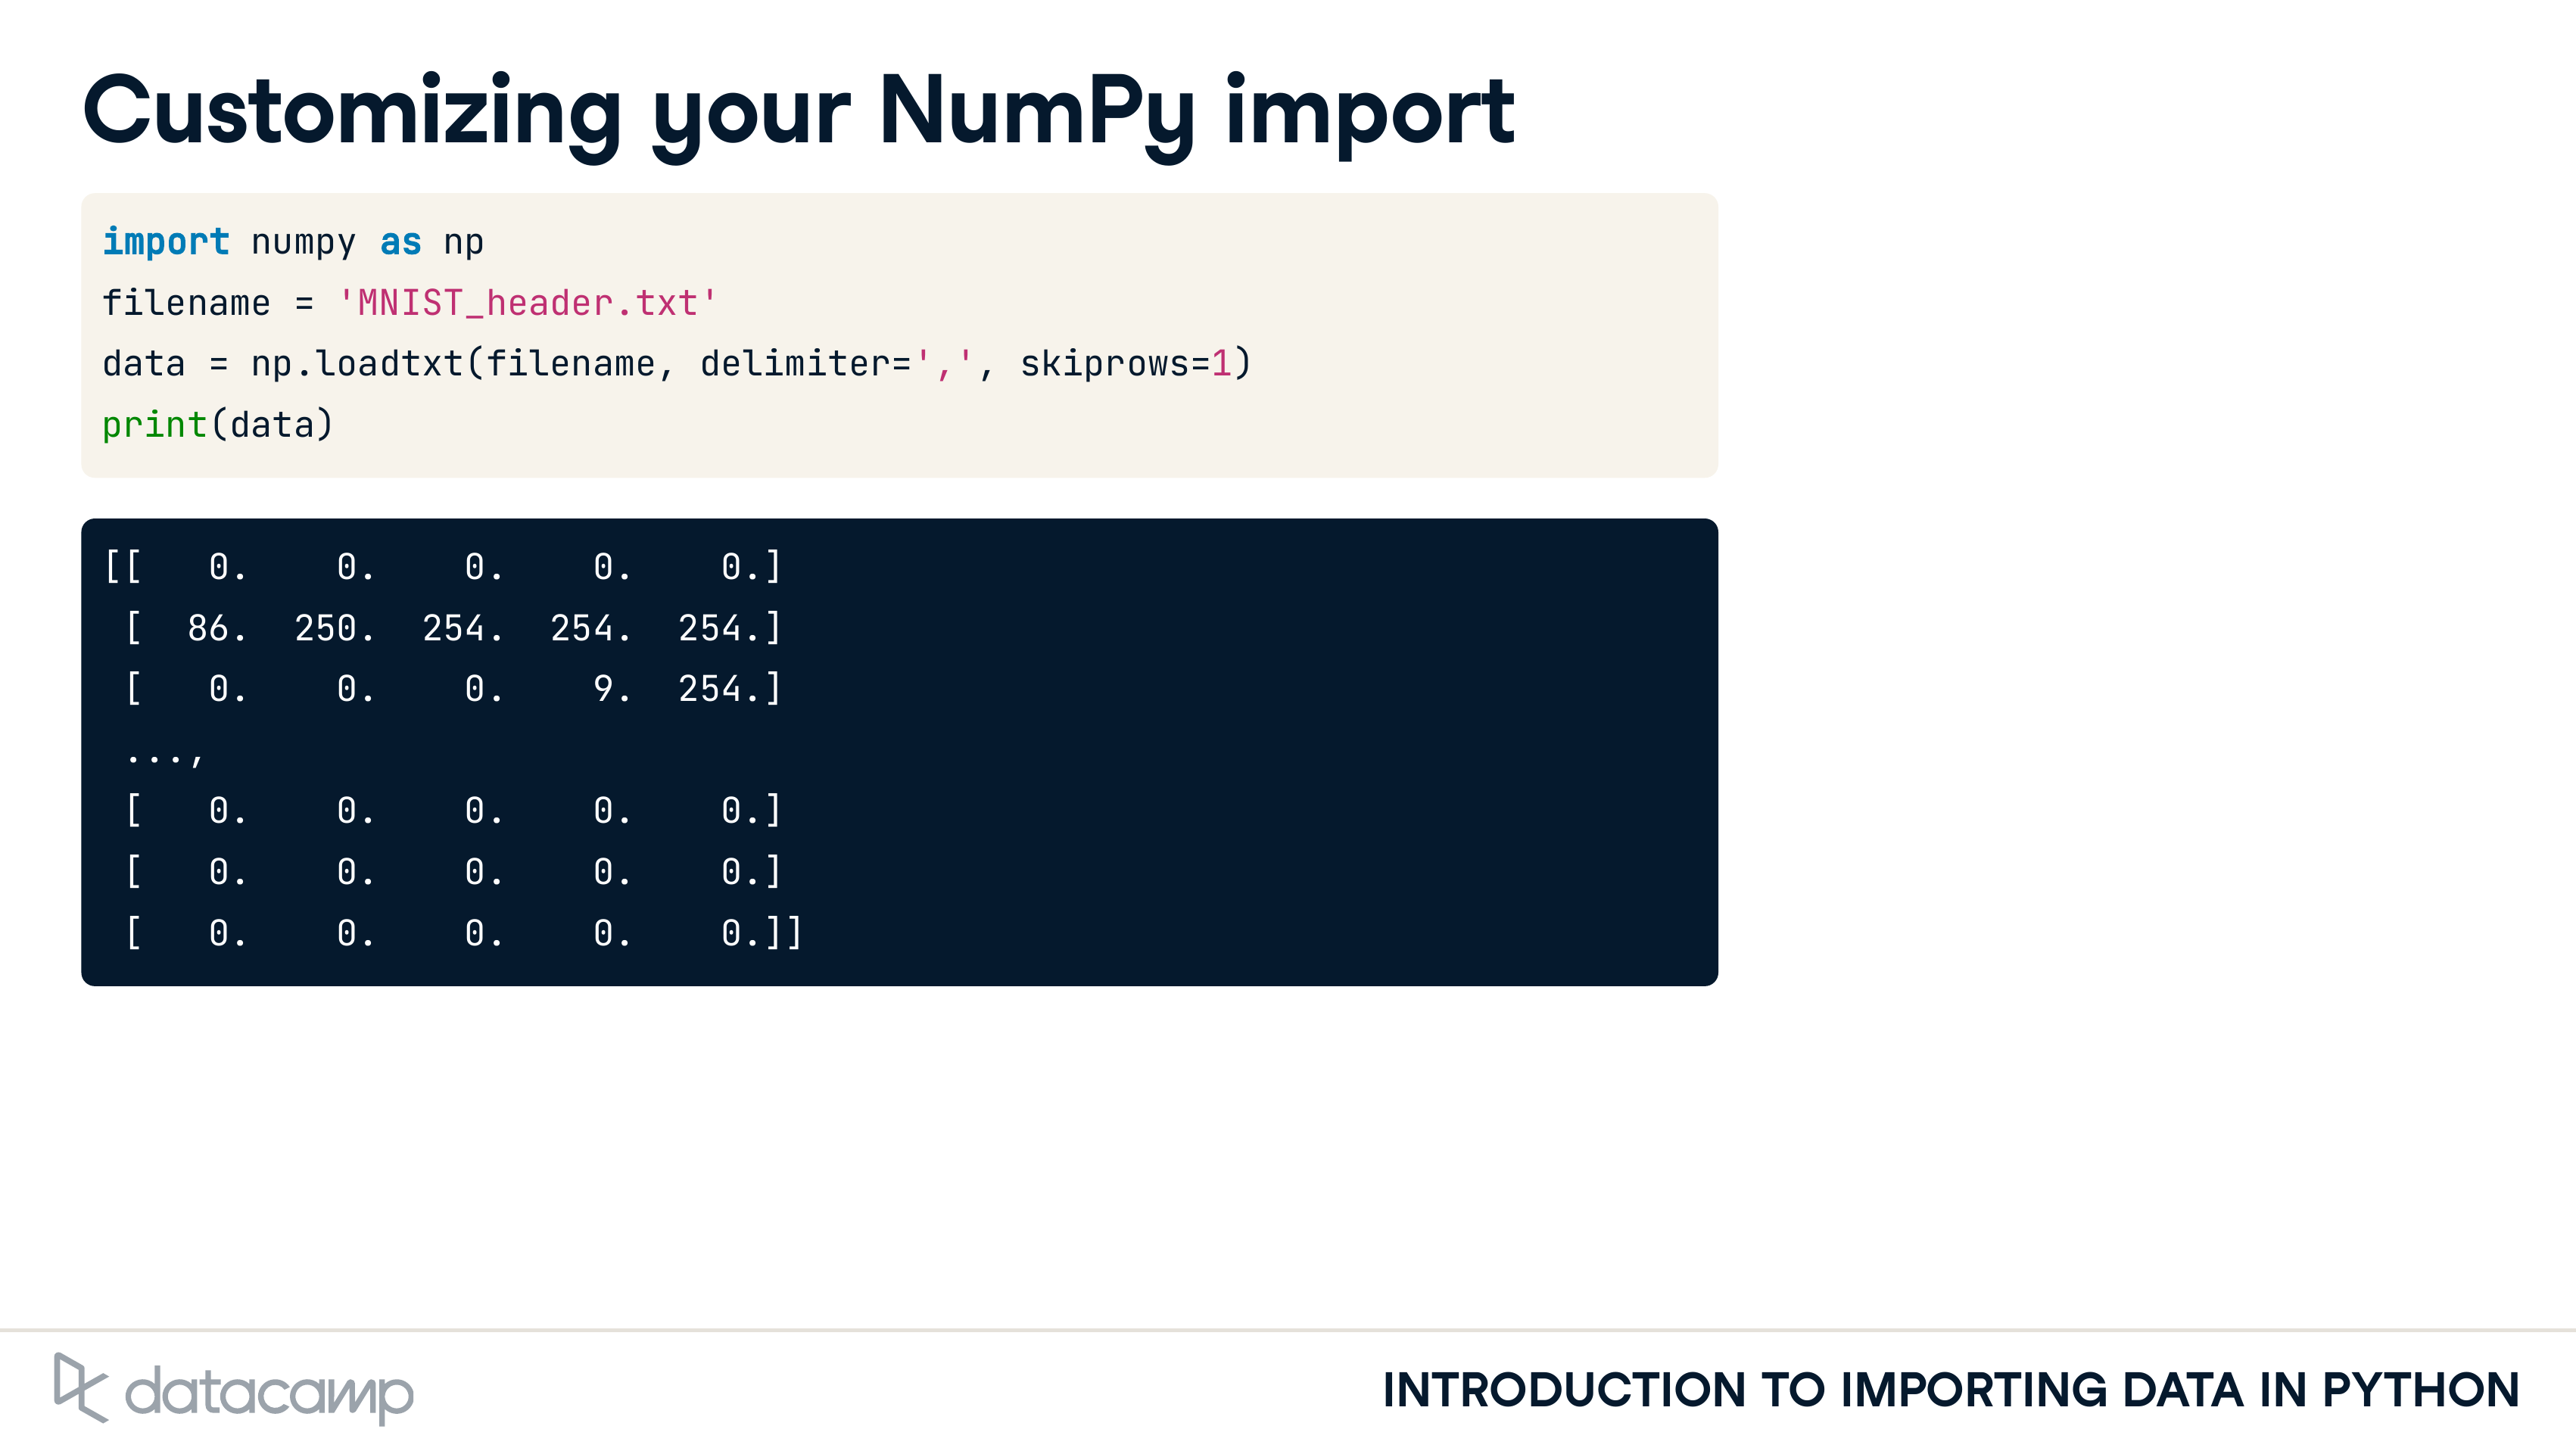 Customizing your NumPy import
import numpy as np
filename = 'MNIST_header.txt'
data = np.loadtxt(filename, delimiter=',', skiprows=1)
print(data)
[[   0.    0.    0.    0.    0.]
 [  86.  250.  254.  254.  254.]
 [   0.    0.    0.    9.  254.]
 ...,
 [   0.    0.    0.    0.    0.]
 [   0.    0.    0.    0.    0.]
 [   0.    0.    0.    0.    0.]]
datacamp
INTRODUCTION TO IMPORTING DATA IN PYTHON